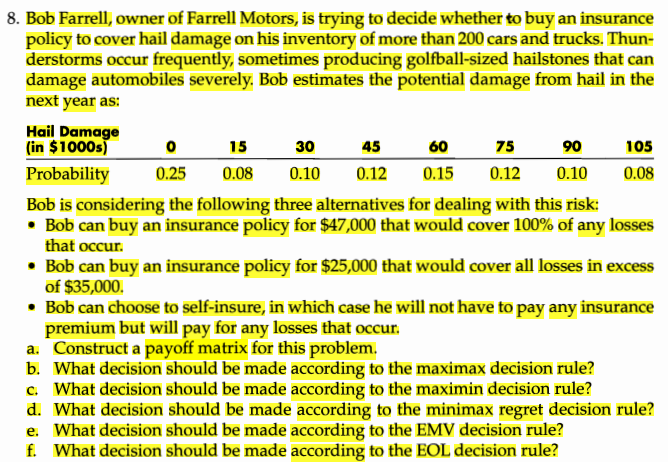 8. Bob Farrell, owner of Farrell Motors, is trying to decide whether to buy an insurance
policy to cover hail damage on his inventory of more than 200 cars and trucks. Thun-
derstorms occur frequently, sometimes producing golfball-sized hailstones that can
damage automobiles severely. Bob estimates the potential damage from hail in the
next year as:
Hail Damage
(in $1000s) 0 15 30 45 60 75 90 105
Probability 0.25 0.08 0.10 0.12 0.15 0.12 0.10 0.08
Bob is considering the following three alternatives for dealing with this risk:
• Bob can buy an insurance policy for $47,000 that would cover 100% of any losses
that occur.
• Bob can buy an insurance policy for $25,000 that would cover all losses in excess
of $35,000.
• Bob can choose to self-insure, in which case he will not have to pay any insurance
premium but will pay for any losses that occur.
a. Construct a payoff matrix for this problem.
b. What decision should be made according to the maximax decision rule?
c. What decision should be made according to the maximin decision rule?
d. What decision should be made according to the minimax regret decision rule?
e. What decision should be made according to the EMV decision rule?
f. What decision should be made according to the EOL decision rule?